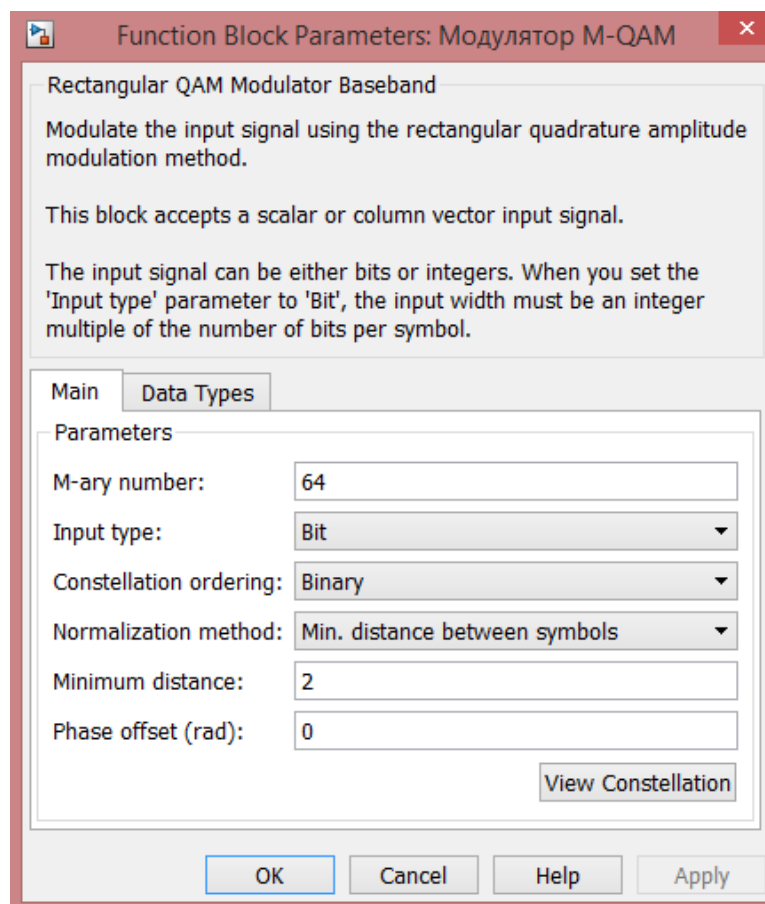 Function Block Parameters: Модулятор M-QAM
Rectangular QAM Modulator Baseband
Modulate the input signal using the rectangular quadrature amplitude
modulation method.
This block accepts a scalar or column vector input signal.
The input signal can be either bits or integers. When you set the
'Input type' parameter to 'Bit', the input width must be an integer
multiple of the number of bits per symbol.
Main Data Types
Parameters
M-ary number: 64
Input type: Bit
Constellation ordering: Binary
Normalization method: Min. distance between symbols
Minimum distance: 2
Phase offset (rad): 0
View Constellation
OK Cancel Help Apply